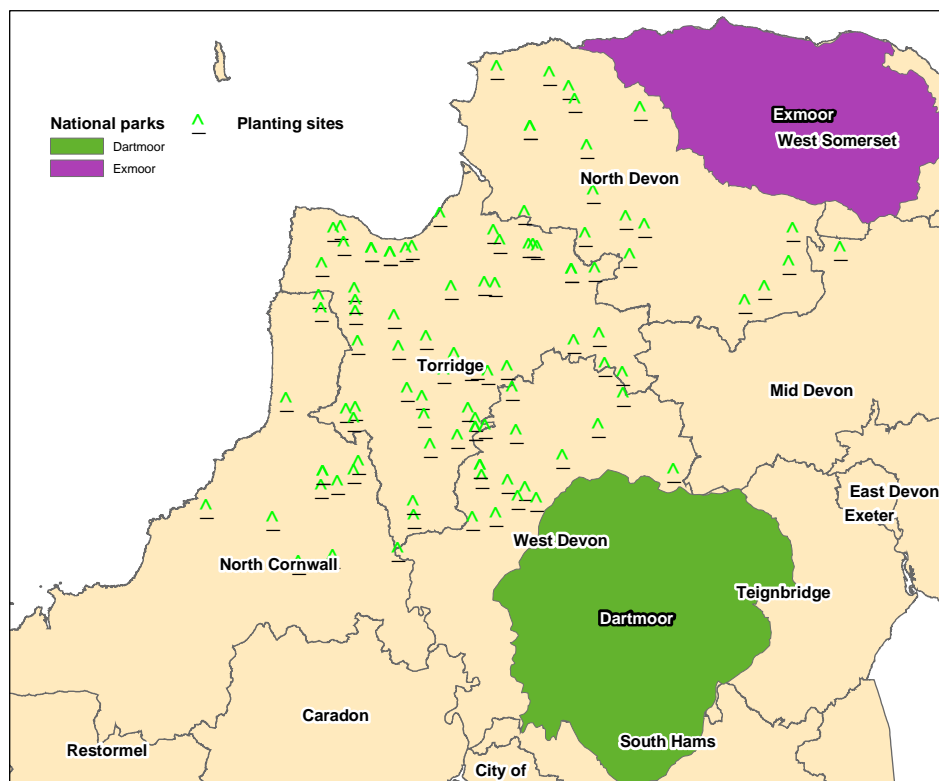 National parks
Planting sites
Dartmoor
Exmoor
Exmoor
West Somerset
North Devon
Torridge
Mid Devon
East Devon
Exeter
West Devon
North Cornwall
Teignbridge
Dartmoor
Caradon
South Hams
Restormel
City of